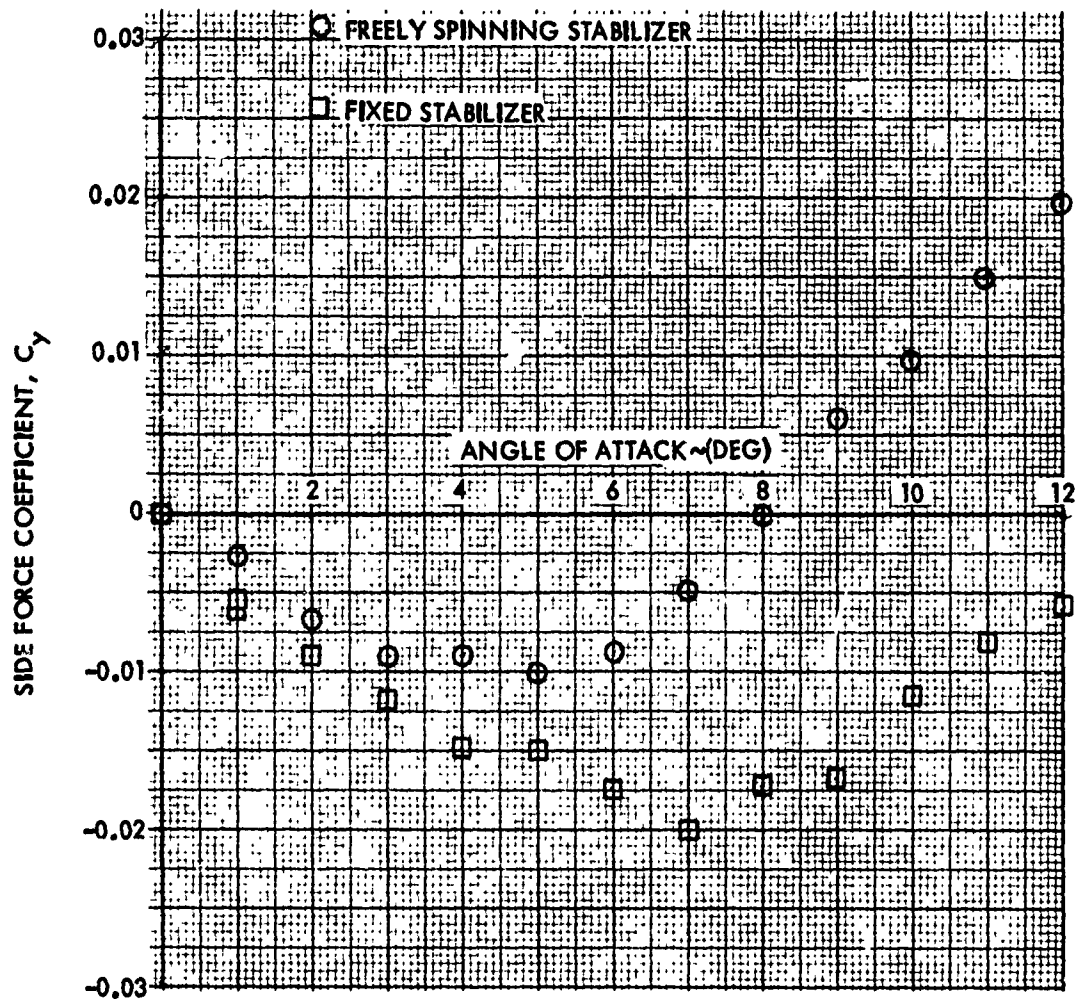 0.03
FREELY SPINNING STABILIZER
FIXED STABILIZER
0.02
0.01
SIDE FORCE COEFFICIENT, Cy
ANGLE OF ATTACK~(DEG)
2 4 6 8 10 12
0
-0.01
-0.02
-0.03